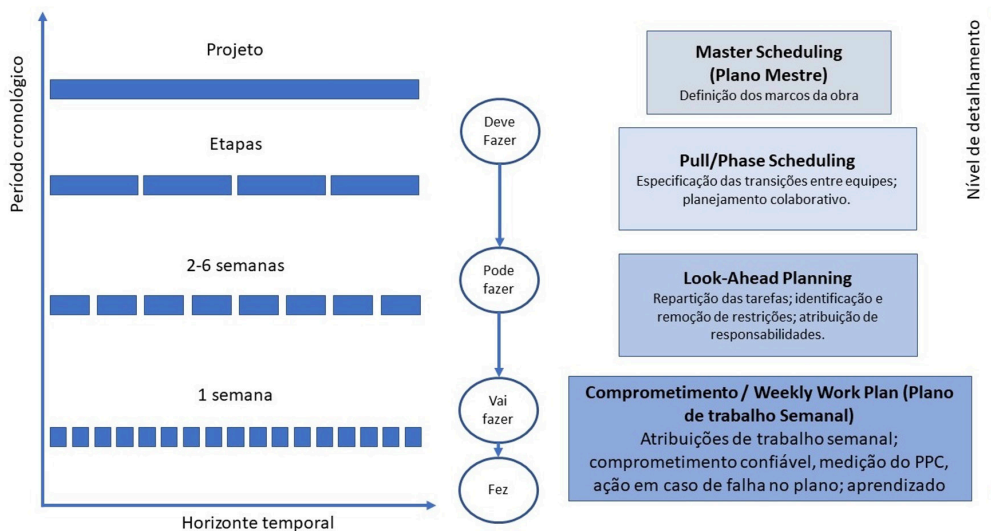 Período cronológico
Projeto
Etapas
2-6 semanas
1 semana
Horizonte temporal
Deve
Fazer
Pode
fazer
Vai
fazer
Fez
Master Scheduling
(Plano Mestre)
Definição dos marcos da obra
Pull/Phase Scheduling
Especificação das transições entre equipes;
planejamento colaborativo.
Look-Ahead Planning
Repartição das tarefas; identificação e
remoção de restrições; atribuição de
responsabilidades.
Comprometimento / Weekly Work Plan (Plano
de trabalho Semanal)
Atribuições de trabalho semanal;
comprometimento confiável, medição do PPC,
ação em caso de falha no plano; aprendizado
Nível de detalhamento